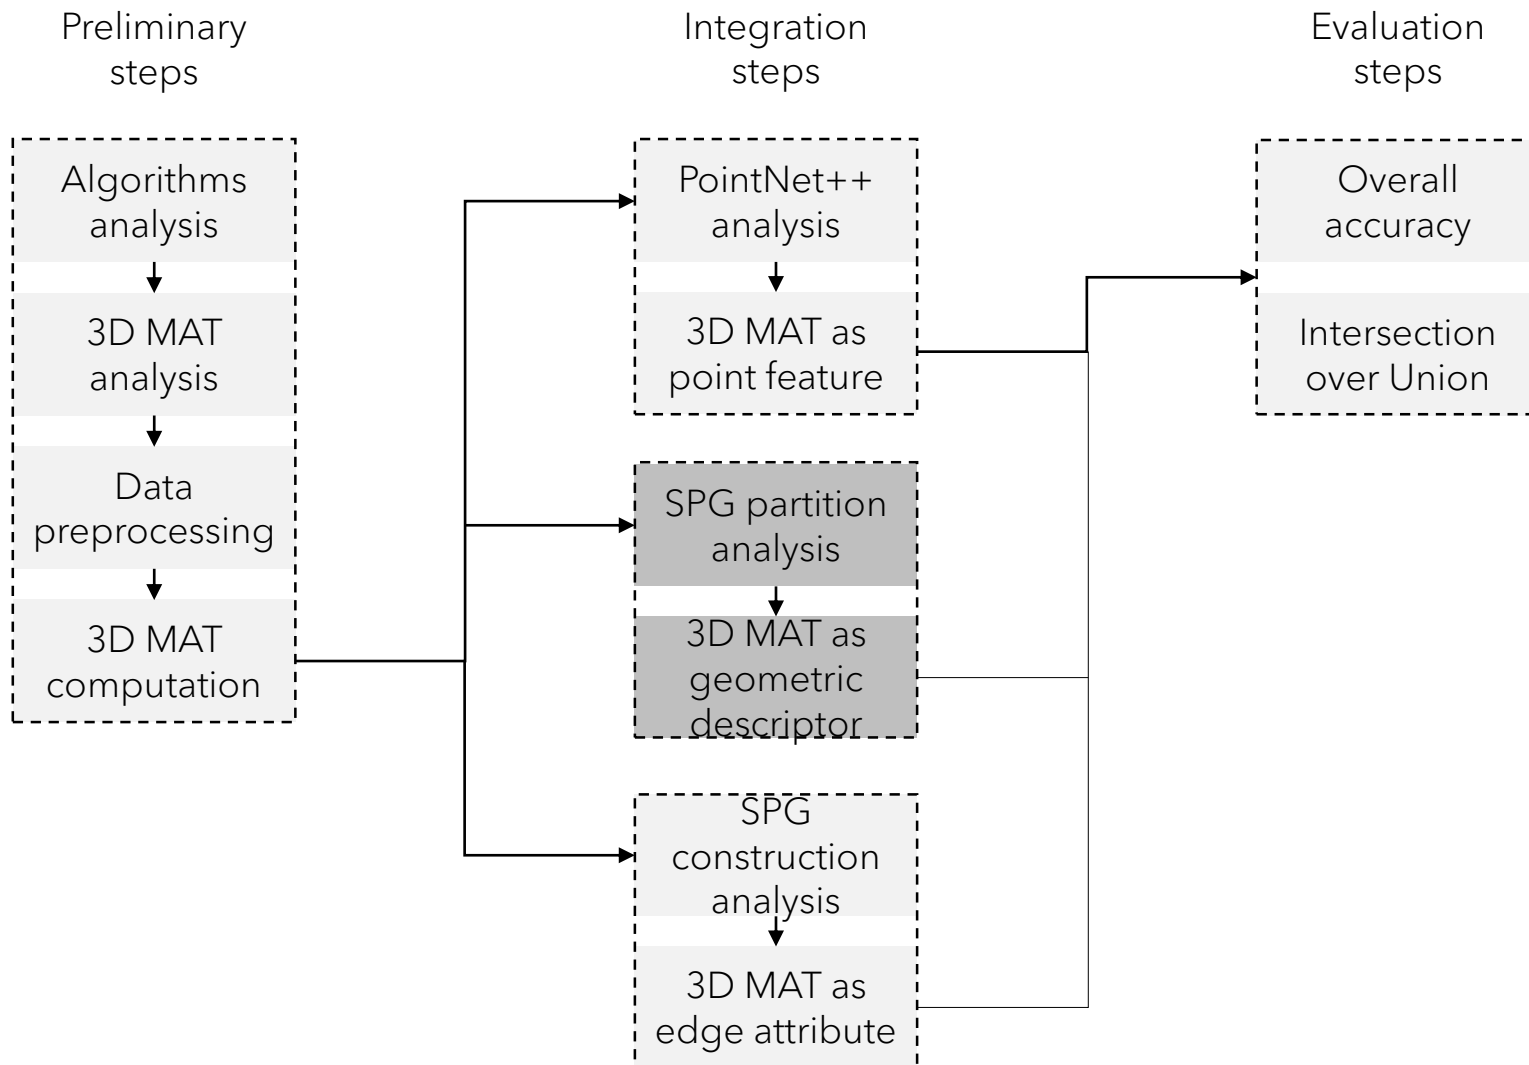 Preliminary
steps
Integration
steps
Evaluation
steps
Algorithms
analysis
3D MAT
analysis
Data
preprocessing
3D MAT
computation
PointNet++
analysis
3D MAT as
point feature
SPG partition
analysis
3D MAT as
geometric
descriptor
SPG
construction
analysis
3D MAT as
edge attribute
Overall
accuracy
Intersection
over Union